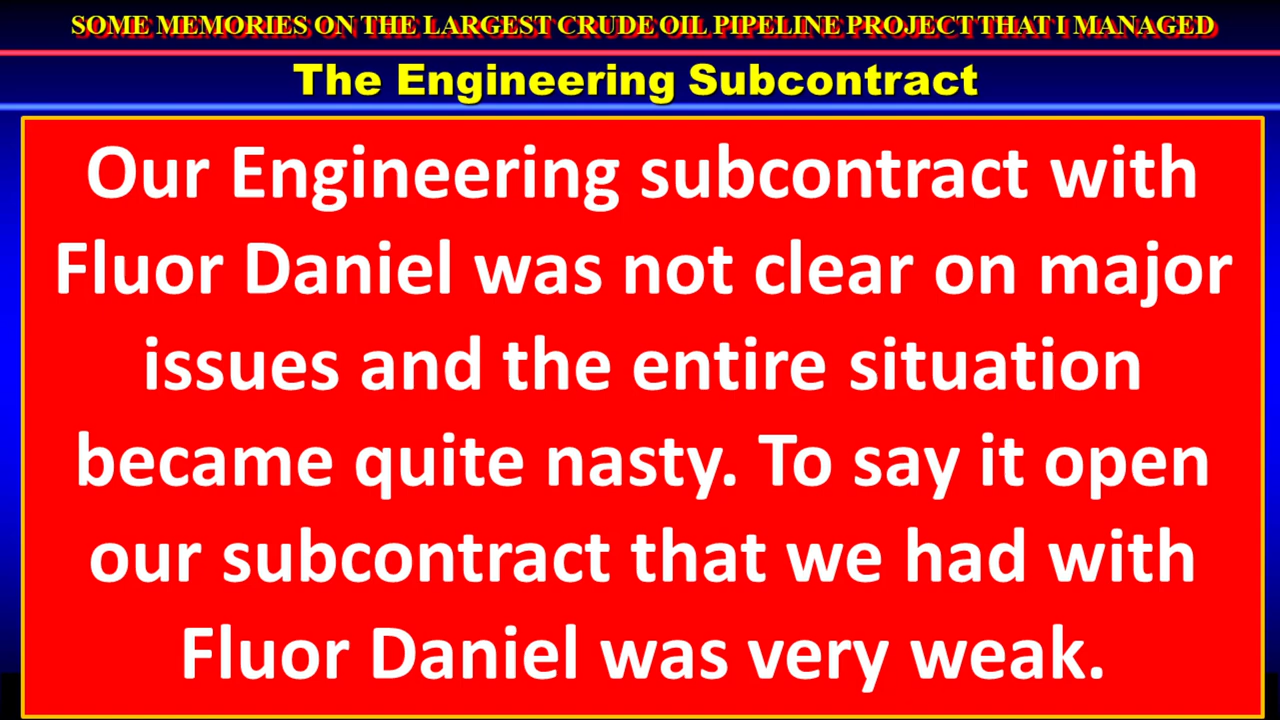 SOME MEMORIES ON THE LARGEST CRUDE OIL PIPELINE PROJECT THAT I MANAGED
The Engineering Subcontract
Our Engineering subcontract with
Fluor Daniel was not clear on major
issues and the entire situation
became quite nasty. To say it open
our subcontract that we had with
Fluor Daniel was very weak.